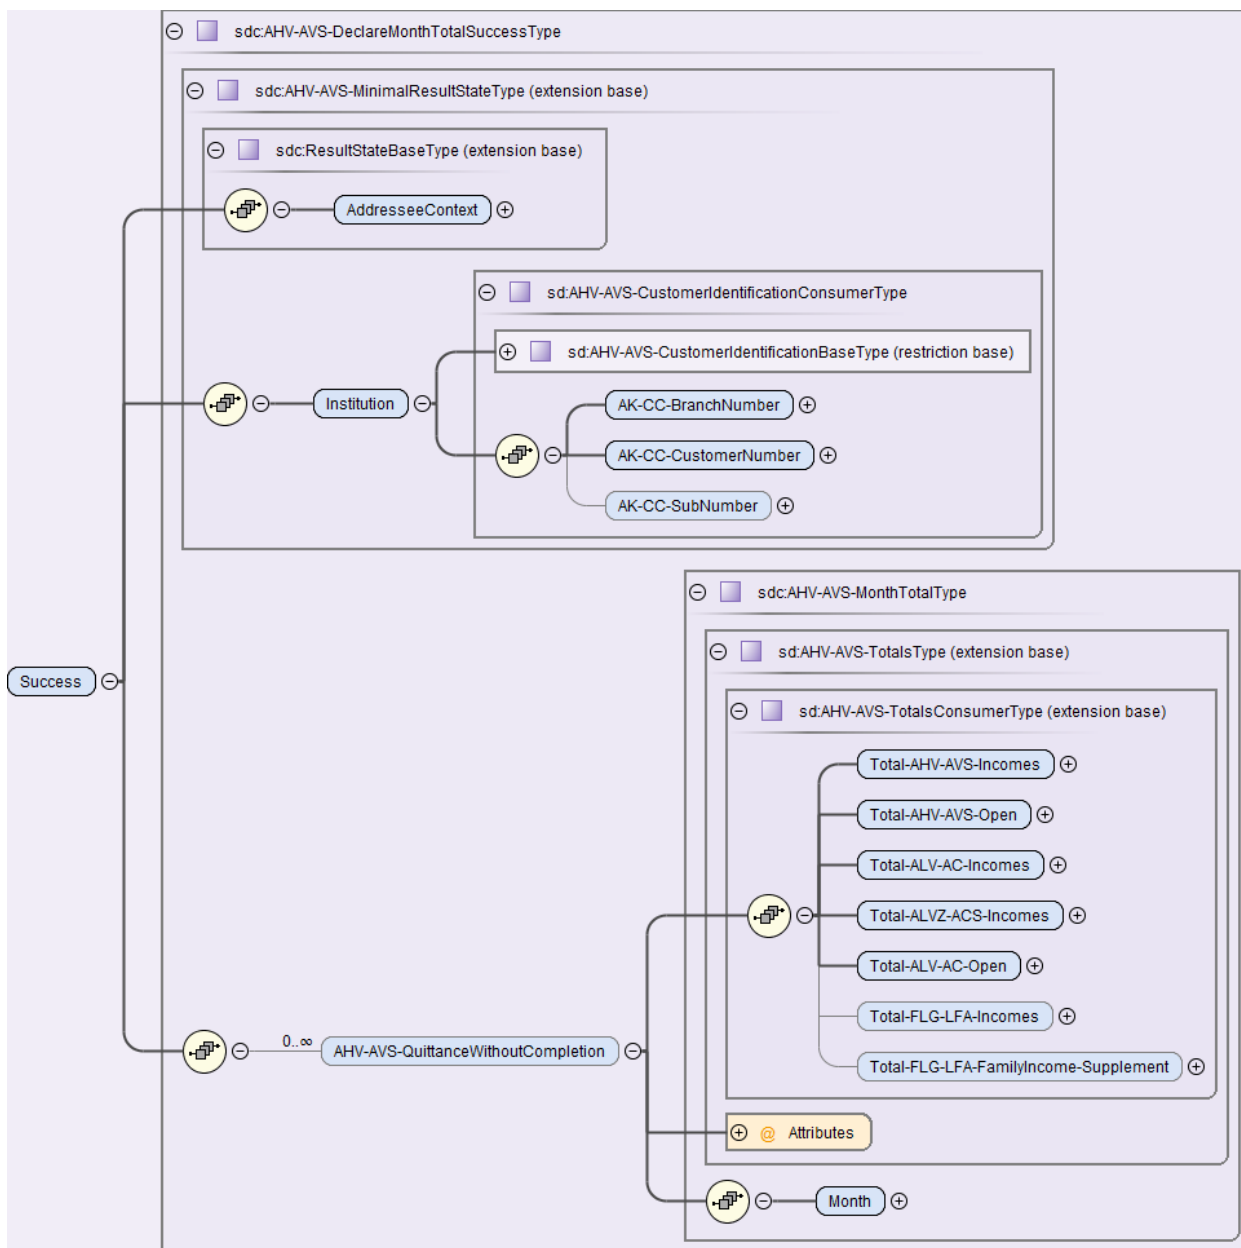 sdc:AHV-AVS-DeclareMonthTotalSuccessType
sdc:AHV-AVS-MinimalResultStateType (extension base)
sdc:ResultStateBaseType (extension base)
AddresseeContext
sd:AHV-AVS-CustomerIdentificationConsumerType
sd:AHV-AVS-CustomerIdentificationBaseType (restriction base)
Institution
AK-CC-BranchNumber
AK-CC-CustomerNumber
AK-CC-SubNumber
sdc:AHV-AVS-MonthTotalType
sd:AHV-AVS-TotalsType (extension base)
Success
sd:AHV-AVS-TotalsConsumerType (extension base)
Total-AHV-AVS-Incomes
Total-AHV-AVS-Open
Total-ALV-AC-Incomes
Total-ALVZ-ACS-Incomes
Total-ALV-AC-Open
Total-FLG-LFA-Incomes
0..∞
AHV-AVS-QuittanceWithoutCompletion
Total-FLG-LFA-FamilyIncome-Supplement
@ Attributes
Month